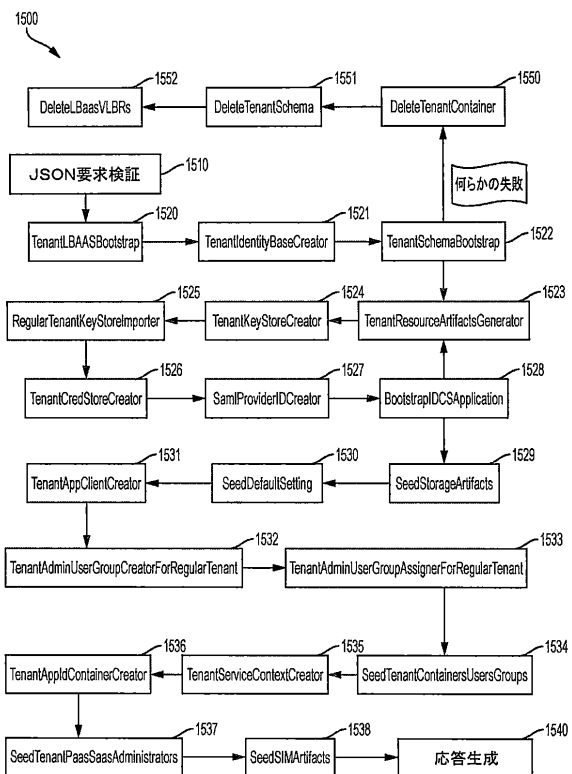 1500
1552
DeleteLBaasVLBRs
1551
DeleteTenantSchema
1550
DeleteTenantContainer
JSON要求検証
1510
何らかの失敗
1520
TenantLBAASBootstrap
1521
TenantIdentityBaseCreator
TenantSchemaBootstrap
1522
1525
RegularTenantKeyStoreImporter
1524
TenantKeyStoreCreator
1523
TenantResourceArtifactsGenerator
1526
TenantCredStoreCreator
1527
SamlProviderIDCreator
1528
BootstrapIDCSApplication
1531
TenantAppClientCreator
1530
SeedDefaultSetting
1529
SeedStorageArtifacts
1532
TenantAdminUserGroupCreatorForRegularTenant
1533
TenantAdminUserGroupAssignerForRegularTenant
1536
TenantAppIdContainerCreator
1535
TenantServiceContextCreator
1534
SeedTenantContainersUsersGroups
1537
SeedTenantPaasSaasAdministrators
1538
SeedSIMArtifacts
1540
応答生成